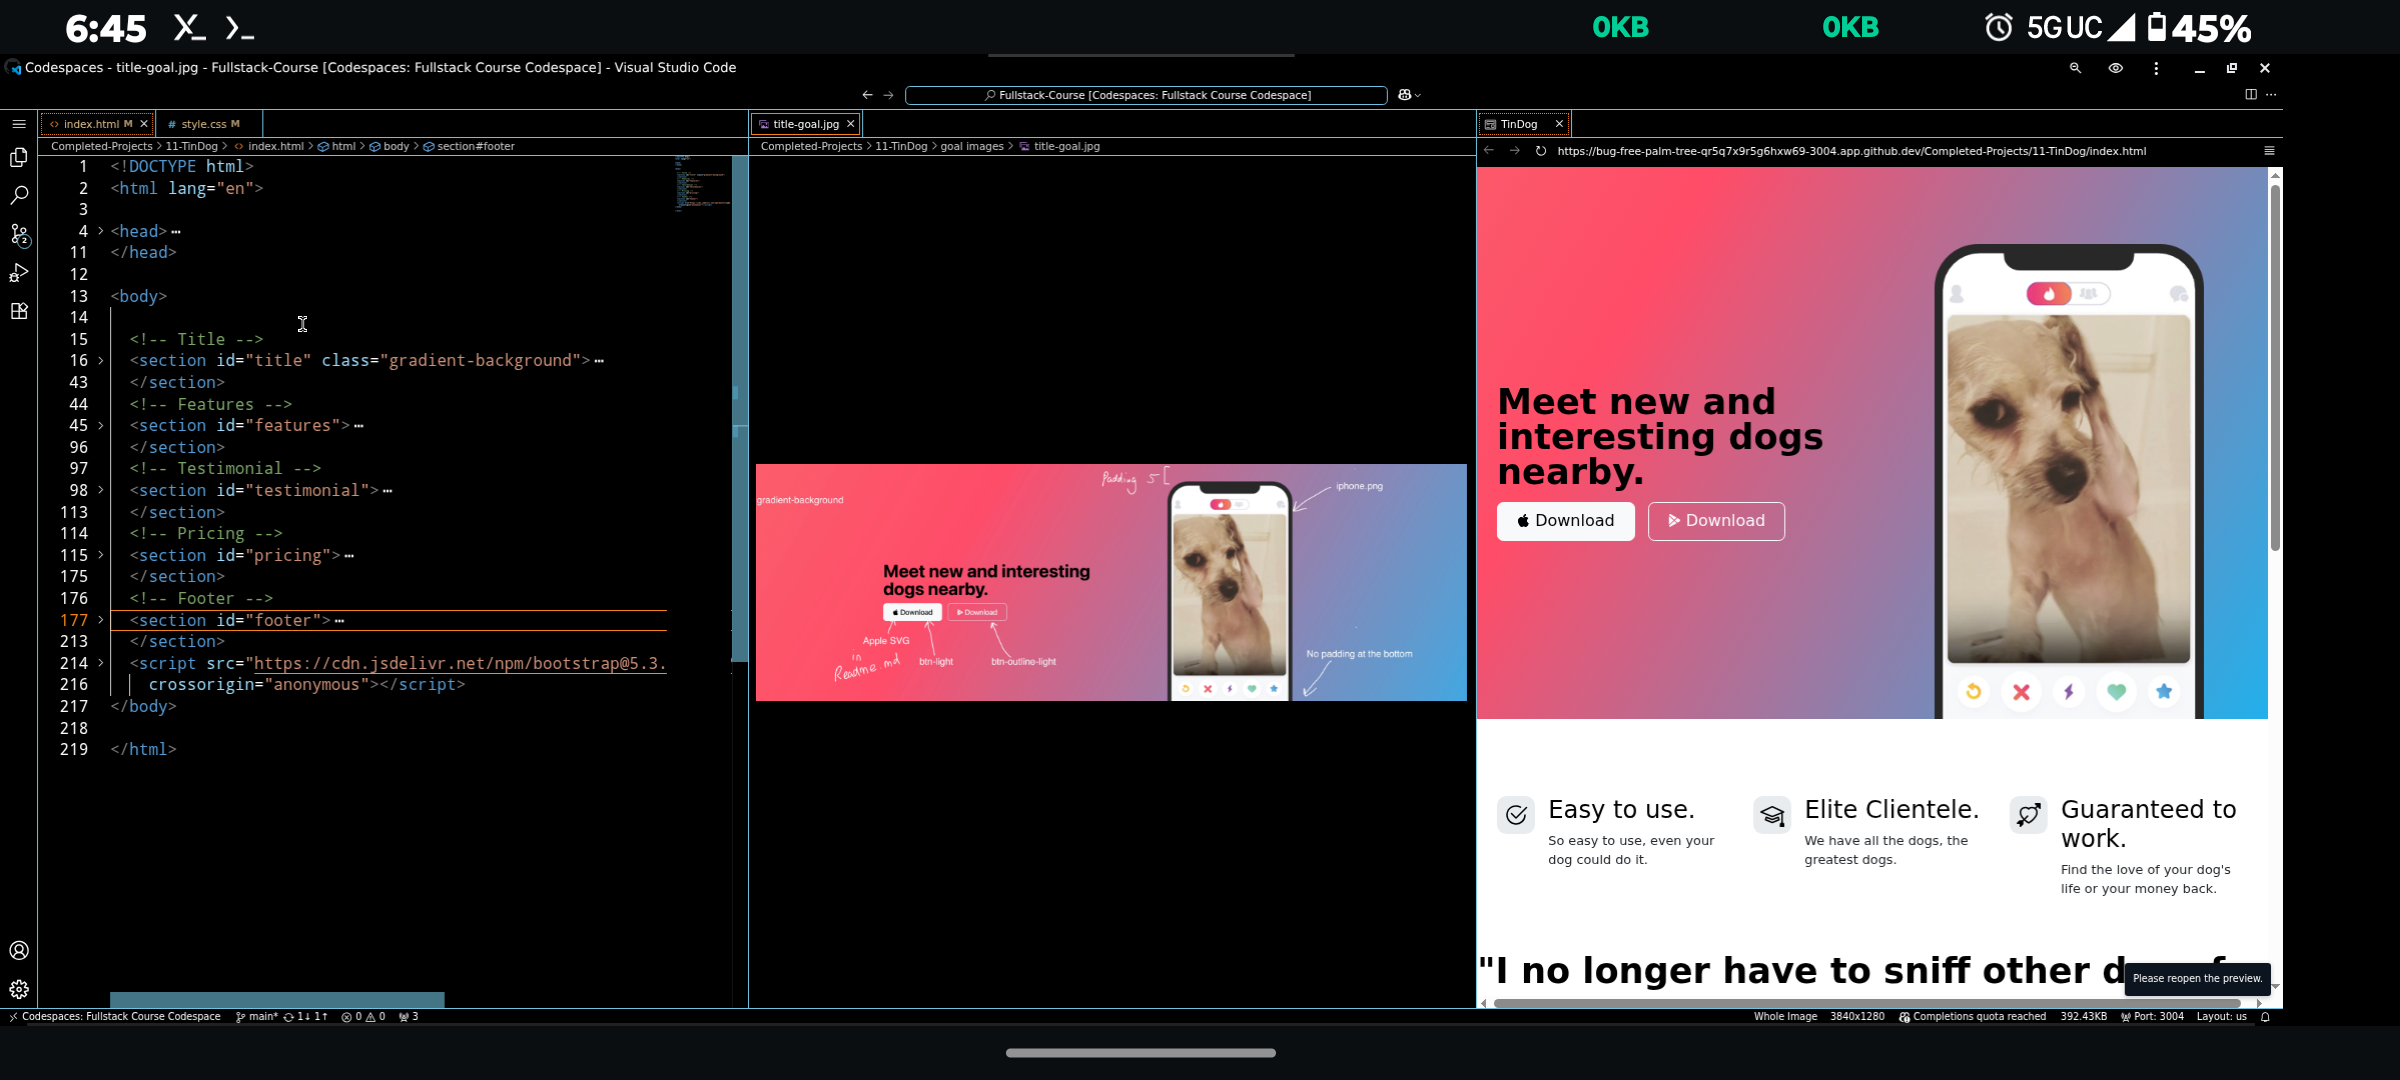 6:45
0KB
0KB
5G UC
45%
Codespaces - title-goal.jpg - Fullstack-Course [Codespaces: Fullstack Course Codespace] - Visual Studio Code
Fullstack-Course [Codespaces: Fullstack Course Codespace]
index.html M
style.css M
Completed-Projects > 11-TinDog > index.html > html > body > section#footer
1 <!DOCTYPE html>
2 <html lang="en">
3
4 <head>…
11 </head>
12
13 <body>
14
15 <!-- Title -->
16 <section id="title" class="gradient-background">…
43 </section>
44 <!-- Features -->
45 <section id="features">…
96 </section>
97 <!-- Testimonial -->
98 <section id="testimonial">…
113 </section>
114 <!-- Pricing -->
115 <section id="pricing">…
175 </section>
176 <!-- Footer -->
177 <section id="footer">…
213 </section>
214 <script src="https://cdn.jsdelivr.net/npm/bootstrap@5.3.
216 crossorigin="anonymous"></script>
217 </body>
218
219 </html>
2
title-goal.jpg
Completed-Projects > 11-TinDog > goal images > title-goal.jpg
Padding 5 [
gradient-background
iphone.png
Meet new and interesting
dogs nearby.
Download
Download
Apple SVG
in
Readme.md
btn-light
btn-outline-light
No padding at the bottom
TinDog
https://bug-free-palm-tree-qr5q7x9r5g6hxw69-3004.app.github.dev/Completed-Projects/11-TinDog/index.html
Meet new and
interesting dogs
nearby.
Download
Download
Easy to use.
So easy to use, even your
dog could do it.
Elite Clientele.
We have all the dogs, the
greatest dogs.
Guaranteed to
work.
Find the love of your dog's
life or your money back.
"I no longer have to sniff other
Please reopen the preview.
Codespaces: Fullstack Course Codespace
main*
1↓ 1↑
0
0
3
Whole Image
3840x1280
Completions quota reached
392.43KB
Port: 3004
Layout: us